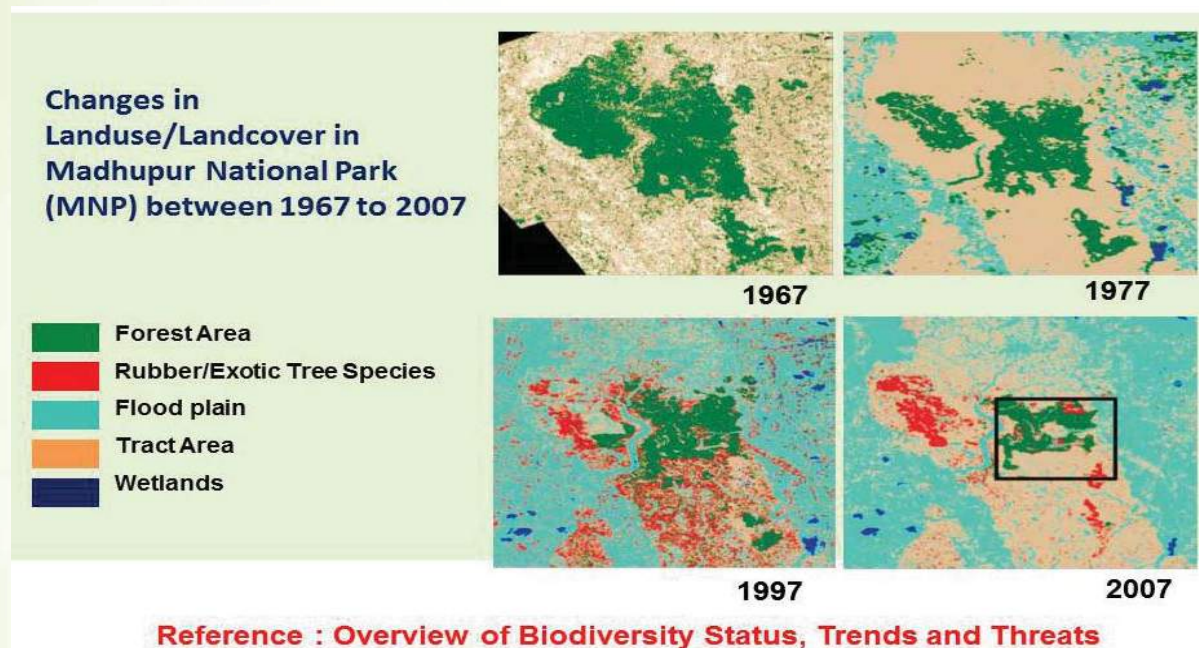 Changes in
Landuse/Landcover in
Madhupur National Park
(MNP) between 1967 to 2007
1967
1977
Forest Area
Rubber/Exotic Tree Species
Flood plain
Tract Area
Wetlands
1997
2007
Reference : Overview of Biodiversity Status, Trends and Threats